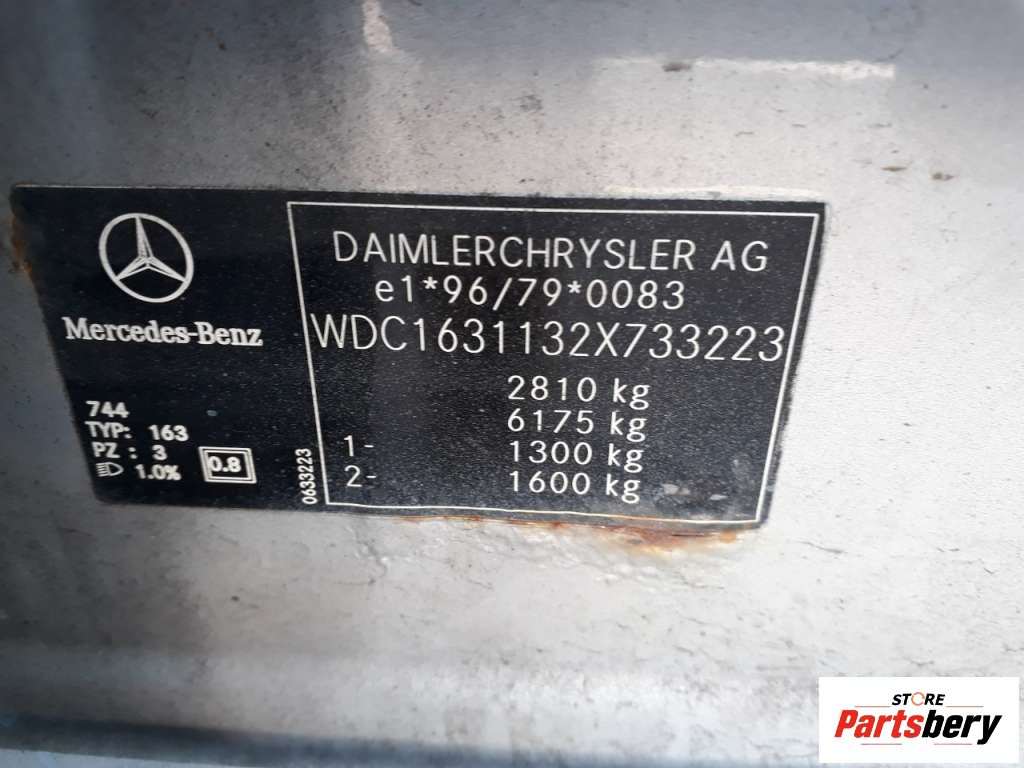 Mercedes-Benz
744
TYP: 163
PZ : 3
1.0%
0.8
0633223
DAIMLERCHRYSLER AG
e1*96/79*0083
WDC1631132X733223
2810 kg
6175 kg
1- 1300 kg
2- 1600 kg
STORE
Partsbery